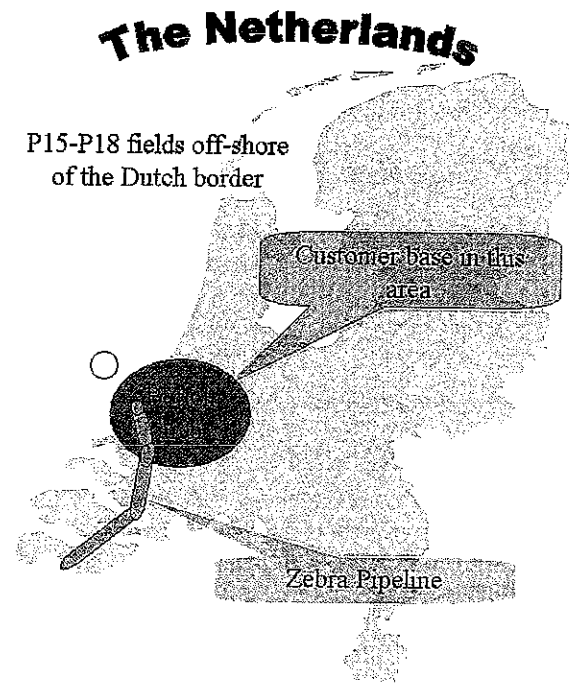 The Netherlands
P15-P18 fields off-shore
of the Dutch border
Customer base in this
area
Zebra Pipeline